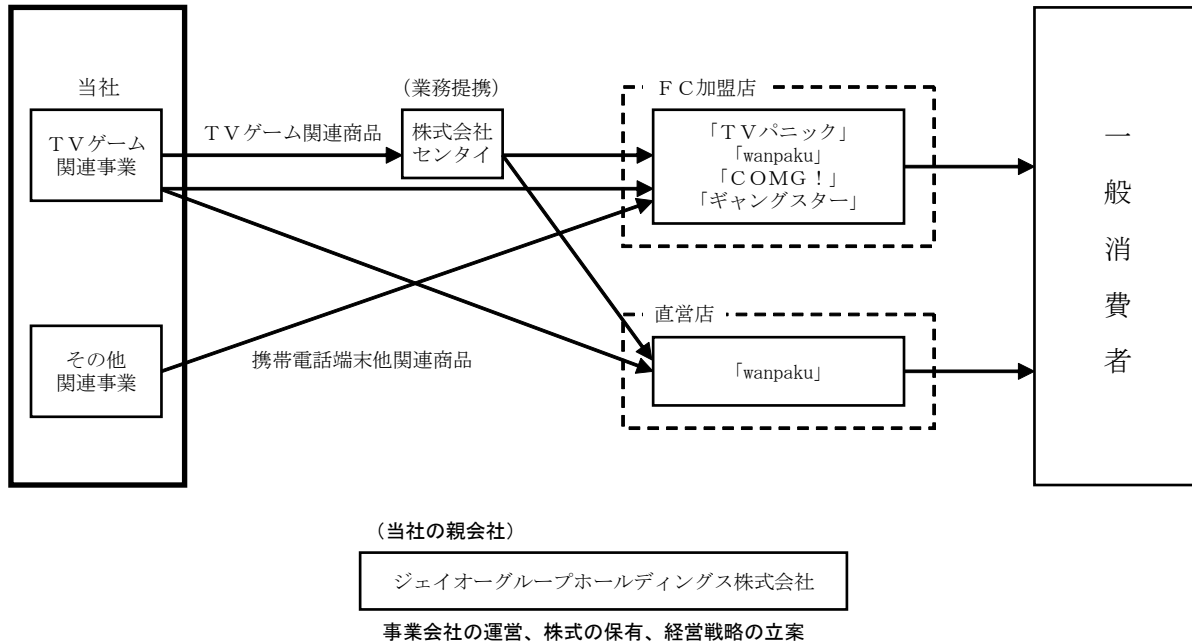 当社
TVゲーム
関連事業
TVゲーム関連商品
(業務提携)
株式会社
センタイ
FC加盟店
「TVパニック」
「wanpaku」
「COMG!」
「ギャングスター」
一般消費者
その他
関連事業
携帯電話端末他関連商品
直営店
「wanpaku」
(当社の親会社)
ジェイオーグループホールディングス株式会社
事業会社の運営、株式の保有、経営戦略の立案